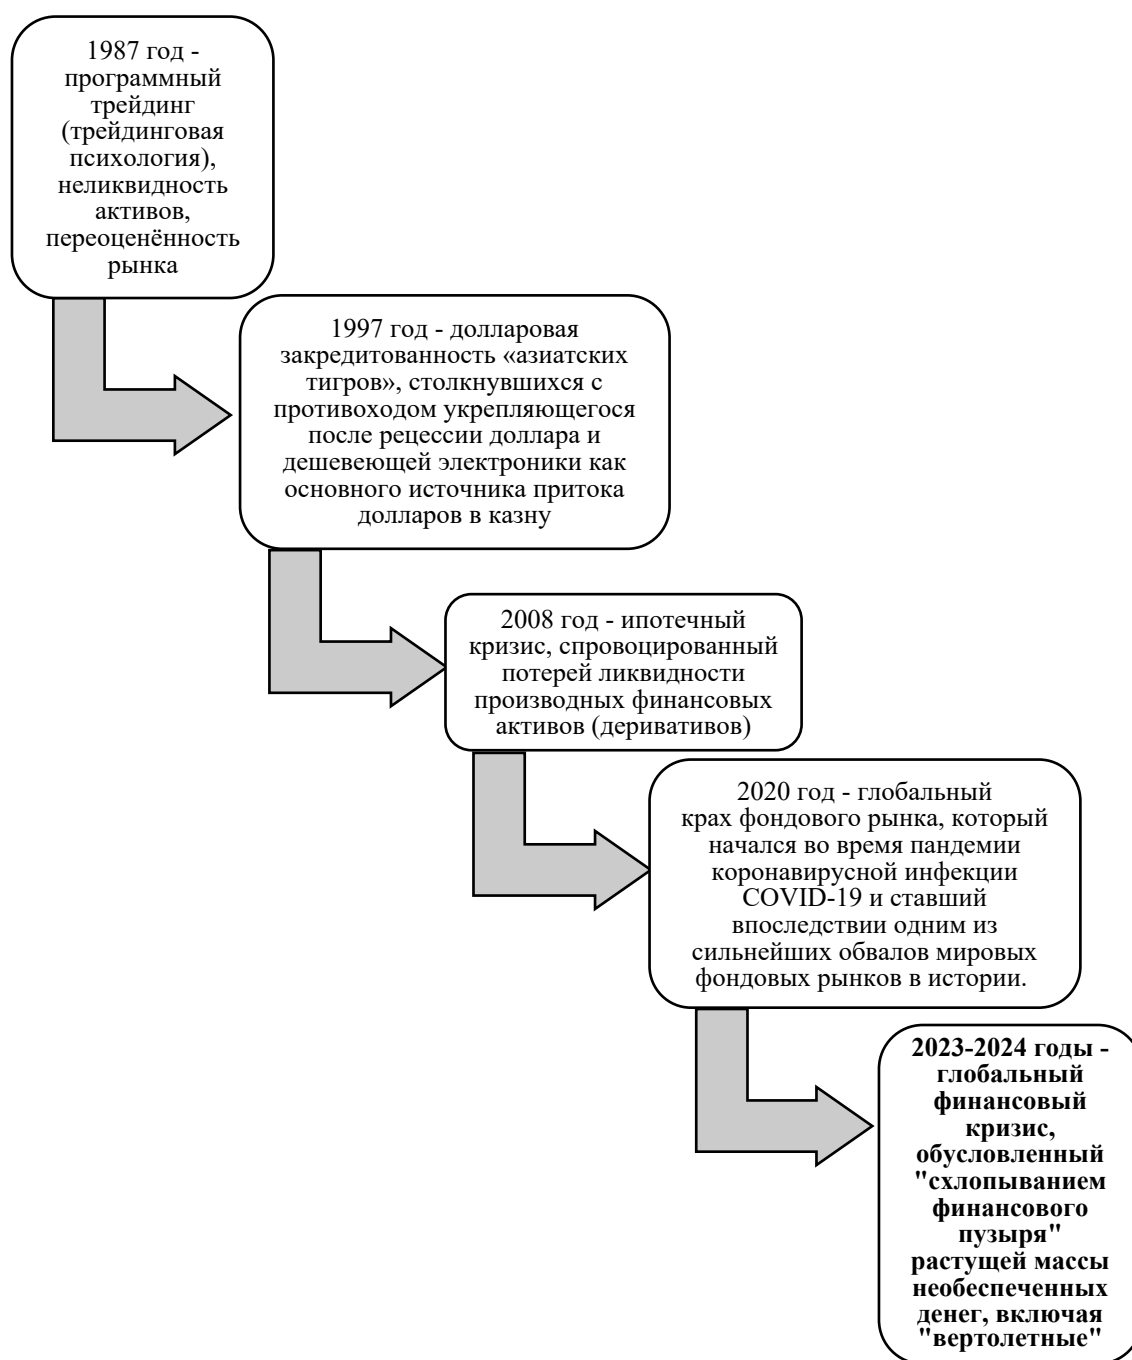 1987 год -
программный
трейдинг
(трейдинговая
психология),
неликвидность
активов,
переоценённость
рынка
1997 год - долларовая
закредитованность «азиатских
тигров», столкнувшихся с
противоходом укрепляющегося
после рецессии доллара и
дешевеющей электроники как
основного источника притока
долларов в казну
2008 год - ипотечный
кризис, спровоцированный
потерей ликвидности
производных финансовых
активов (деривативов)
2020 год - глобальный
крах фондового рынка, который
начался во время пандемии
коронавирусной инфекции
COVID-19 и ставший
впоследствии одним из
сильнейших обвалов мировых
фондовых рынков в истории.
2023-2024 годы -
глобальный
финансовый
кризис,
обусловленный
"схлопыванием
финансового
пузыря"
растущей массы
необеспеченных
денег, включая
"вертолетные"